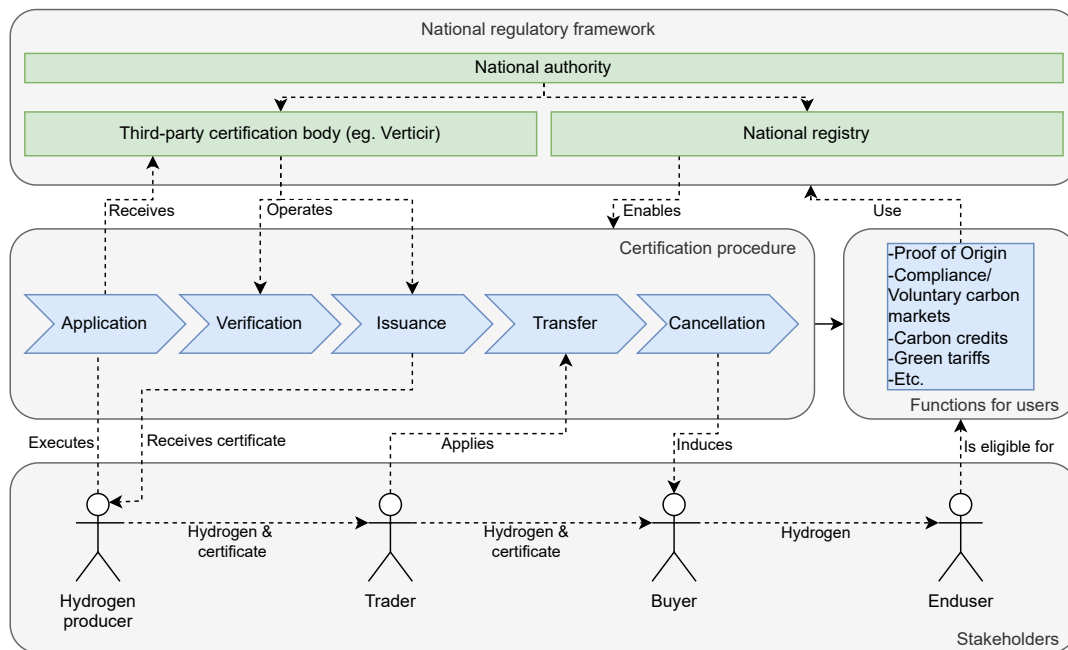 National regulatory framework
National authority
Third-party certification body (eg. Verticir)
National registry
Receives
Operates
Enables
Use
Certification procedure
Application
Verification
Issuance
Transfer
Cancellation
-Proof of Origin
-Compliance/
Voluntary carbon
markets
-Carbon credits
-Green tariffs
-Etc.
Functions for users
Executes
Receives certificate
Applies
Induces
Is eligible for
Hydrogen &
certificate
Hydrogen &
certificate
Hydrogen
Hydrogen
producer
Trader
Buyer
Enduser
Stakeholders